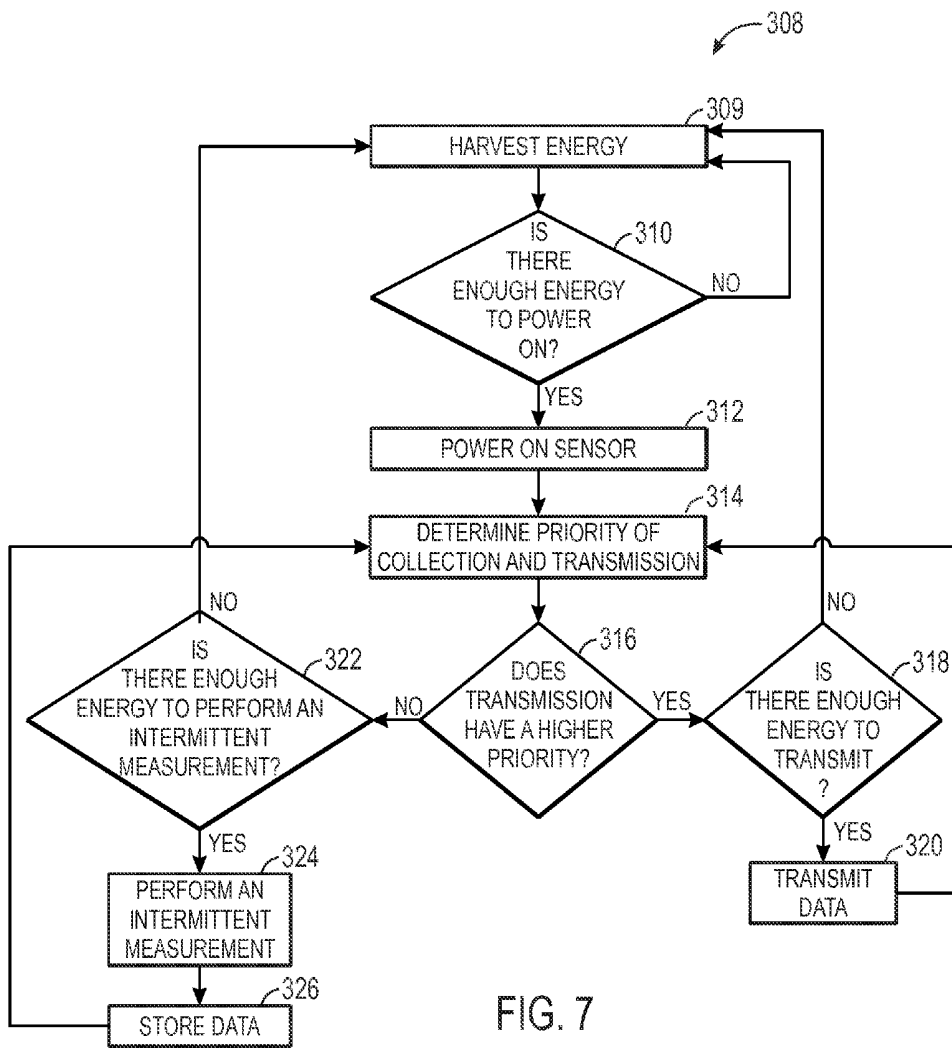 308
309
HARVEST ENERGY
310
IS
THERE
ENOUGH ENERGY
TO POWER
ON?
NO
YES
312
POWER ON SENSOR
314
DETERMINE PRIORITY OF
COLLECTION AND TRANSMISSION
NO
322
IS
THERE ENOUGH
ENERGY TO PERFORM AN
INTERMITTENT
MEASUREMENT?
NO
316
DOES
TRANSMISSION
HAVE A HIGHER
PRIORITY?
YES
NO
318
IS
THERE ENOUGH
ENERGY TO
TRANSMIT
?
YES
324
PERFORM AN
INTERMITTENT
MEASUREMENT
YES
320
TRANSMIT
DATA
326
STORE DATA
FIG. 7